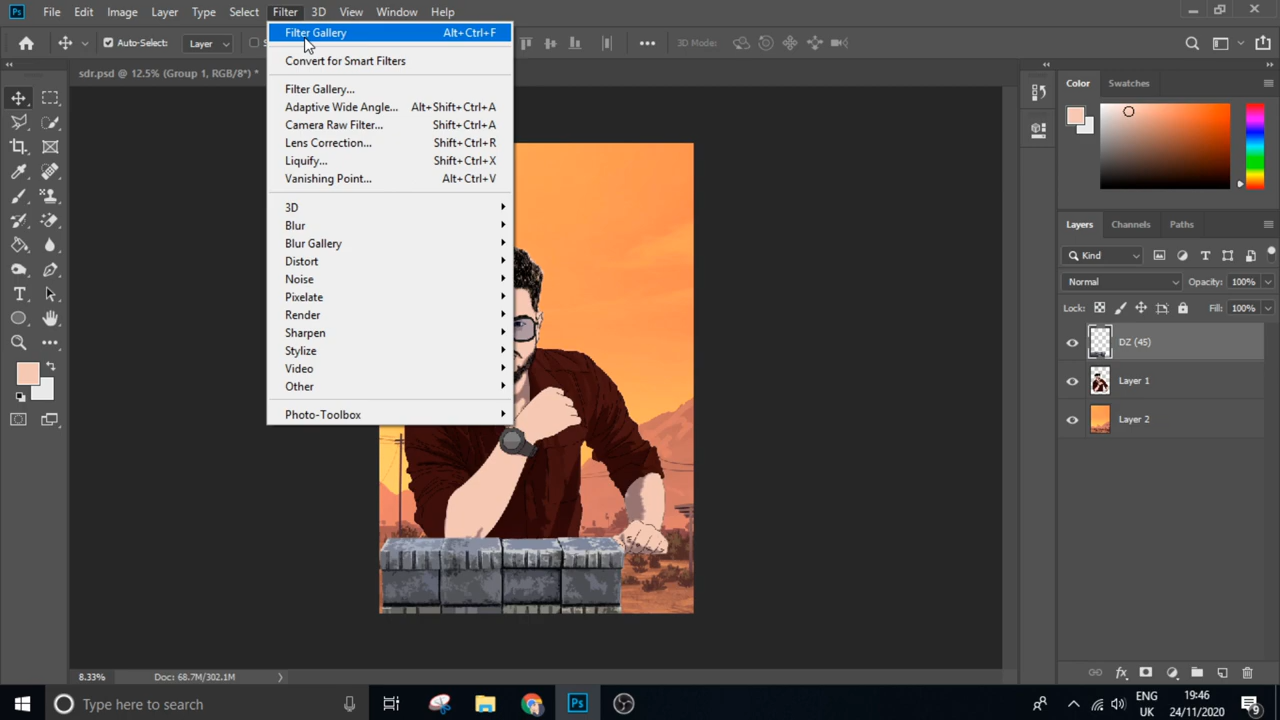 Ps File Edit Image Layer Type Select Filter 3D View Window Help
Auto-Select: Layer 3D Mode:
sdr.psd @ 12.5% (Group 1, RGB/8*) *
Filter Gallery Alt+Ctrl+F
Convert for Smart Filters
Filter Gallery...
Adaptive Wide Angle... Alt+Shift+Ctrl+A
Camera Raw Filter... Shift+Ctrl+A
Lens Correction... Shift+Ctrl+R
Liquify... Shift+Ctrl+X
Vanishing Point... Alt+Ctrl+V
3D
Blur
Blur Gallery
Distort
Noise
Pixelate
Render
Sharpen
Stylize
Video
Other
Photo-Toolbox
Color Swatches
Layers Channels Paths
Kind
Normal Opacity: 100%
Lock: Fill: 100%
DZ (45)
Layer 1
Layer 2
8.33% Doc: 68.7M/302.1M
Type here to search
Ps
ENG
UK
19:46
24/11/2020
9